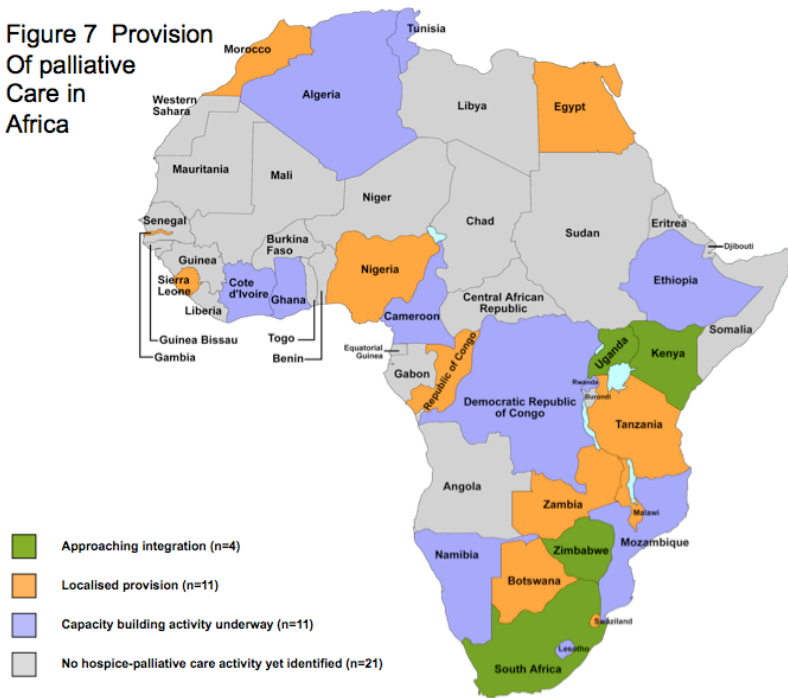 Figure 7 Provision
Of palliative
Care in
Africa
Morocco
Tunisia
Algeria
Libya
Egypt
Western
Sahara
Mauritania
Mali
Niger
Chad
Sudan
Eritrea
Djibouti
Senegal
Burkina
Faso
Guinea
Nigeria
Ethiopia
Sierra
Leone
Cote
d'Ivoire
Ghana
Central African
Republic
Cameroon
Somalia
Liberia
Guinea Bissau
Gambia
Togo
Benin
Equatorial
Guinea
Gabon
Republic of Congo
Uganda
Kenya
Rwanda
Burundi
Democratic Republic
of Congo
Tanzania
Angola
Zambia
Malawi
Mozambique
Zimbabwe
Namibia
Botswana
Swaziland
Lesotho
South Africa
Approaching integration (n=4)
Localised provision (n=11)
Capacity building activity underway (n=11)
No hospice-palliative care activity yet identified (n=21)